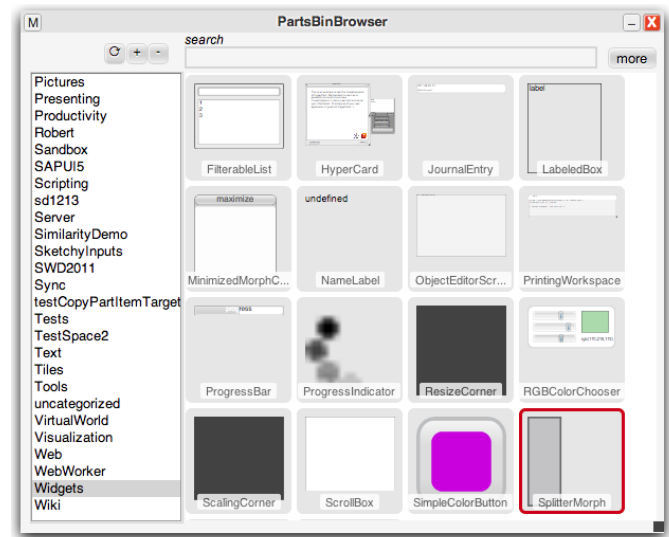 M
PartsBinBrowser
search
+
-
more
Pictures
Presenting
Productivity
Robert
Sandbox
SAPUI5
Scripting
sd1213
Server
SimilarityDemo
SketchyInputs
SWD2011
Sync
testCopyPartItemTarget
Tests
TestSpace2
Text
Tiles
Tools
uncategorized
VirtualWorld
Visualization
Web
WebWorker
Widgets
Wiki
FilterableList
HyperCard
JournalEntry
label
LabeledBox
maximize
MinimizedMorphC...
undefined
NameLabel
ObjectEditorScr...
PrintingWorkspace
ress
ProgressBar
ProgressIndicator
ResizeCorner
RGBColorChooser
ScalingCorner
ScrollBox
SimpleColorButton
SplitterMorph